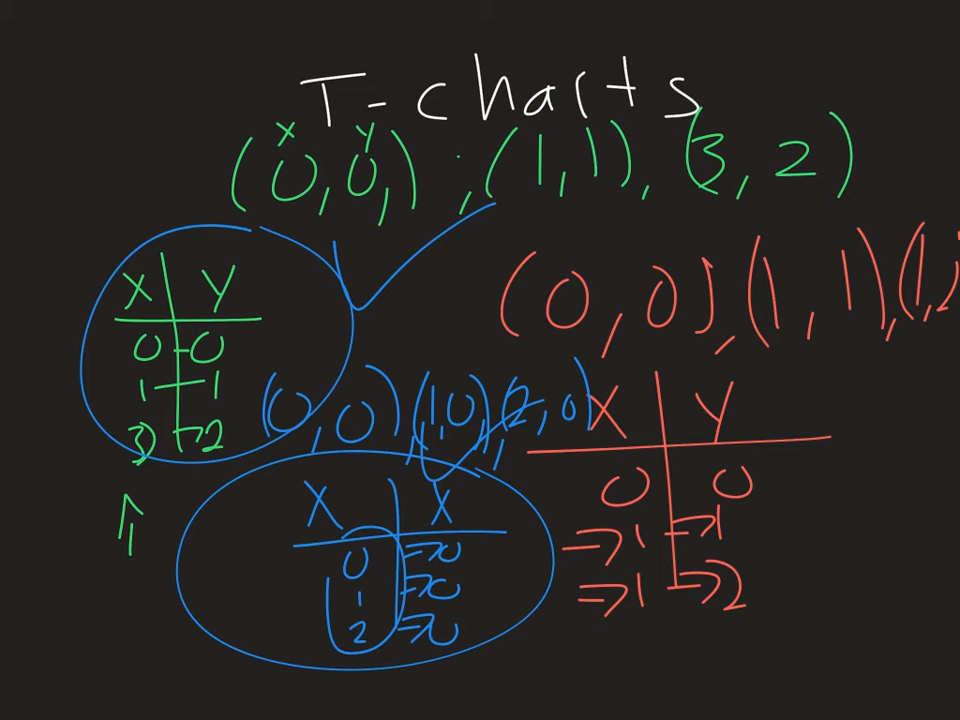 T-charts
X Y
(0,0,) ,(1,1), (3,2)
(0,0),(1,1),(1,2
X Y
0 0
1 1
3 2
(0,0)(1,0)(2,0)
X Y
0 0
1 1
1 2
X X
0 0
1 0
2 0